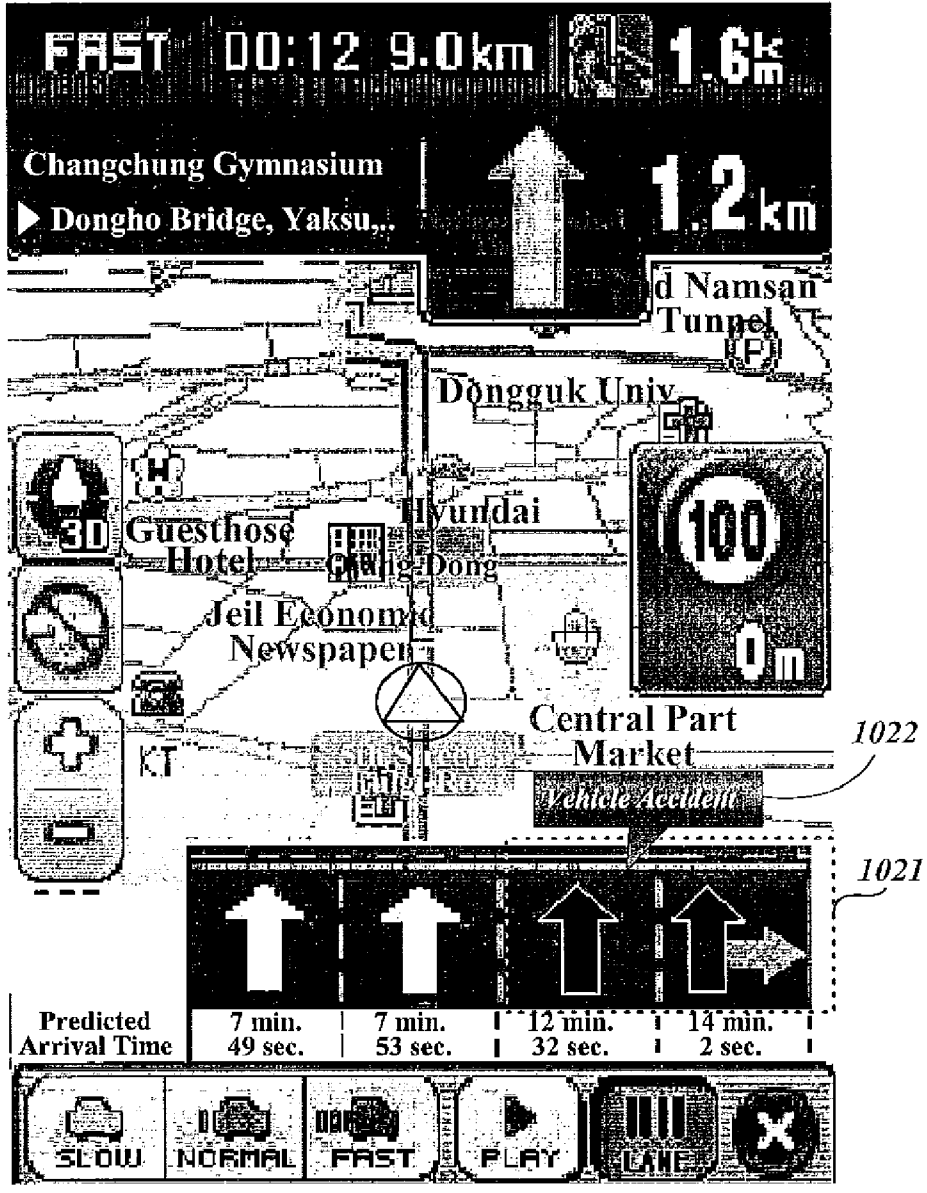 FAST 00:12 9.0km 1.6km
Changchung Gymnasium
Dongho Bridge, Yaksu,..
1.2km
nd Namsan
Tunnel
P
Dongguk Univ
H
3D
Guesthose
Hotel
Hyundai
100
0m
Jeil Economic
Newspaper
Central Part
Market
1022
KT
Vehicle Accident
1021
Predicted
Arrival Time
7 min.
49 sec.
7 min.
53 sec.
12 min.
32 sec.
14 min.
2 sec.
SLOW NORMAL FAST PLAY LANE X